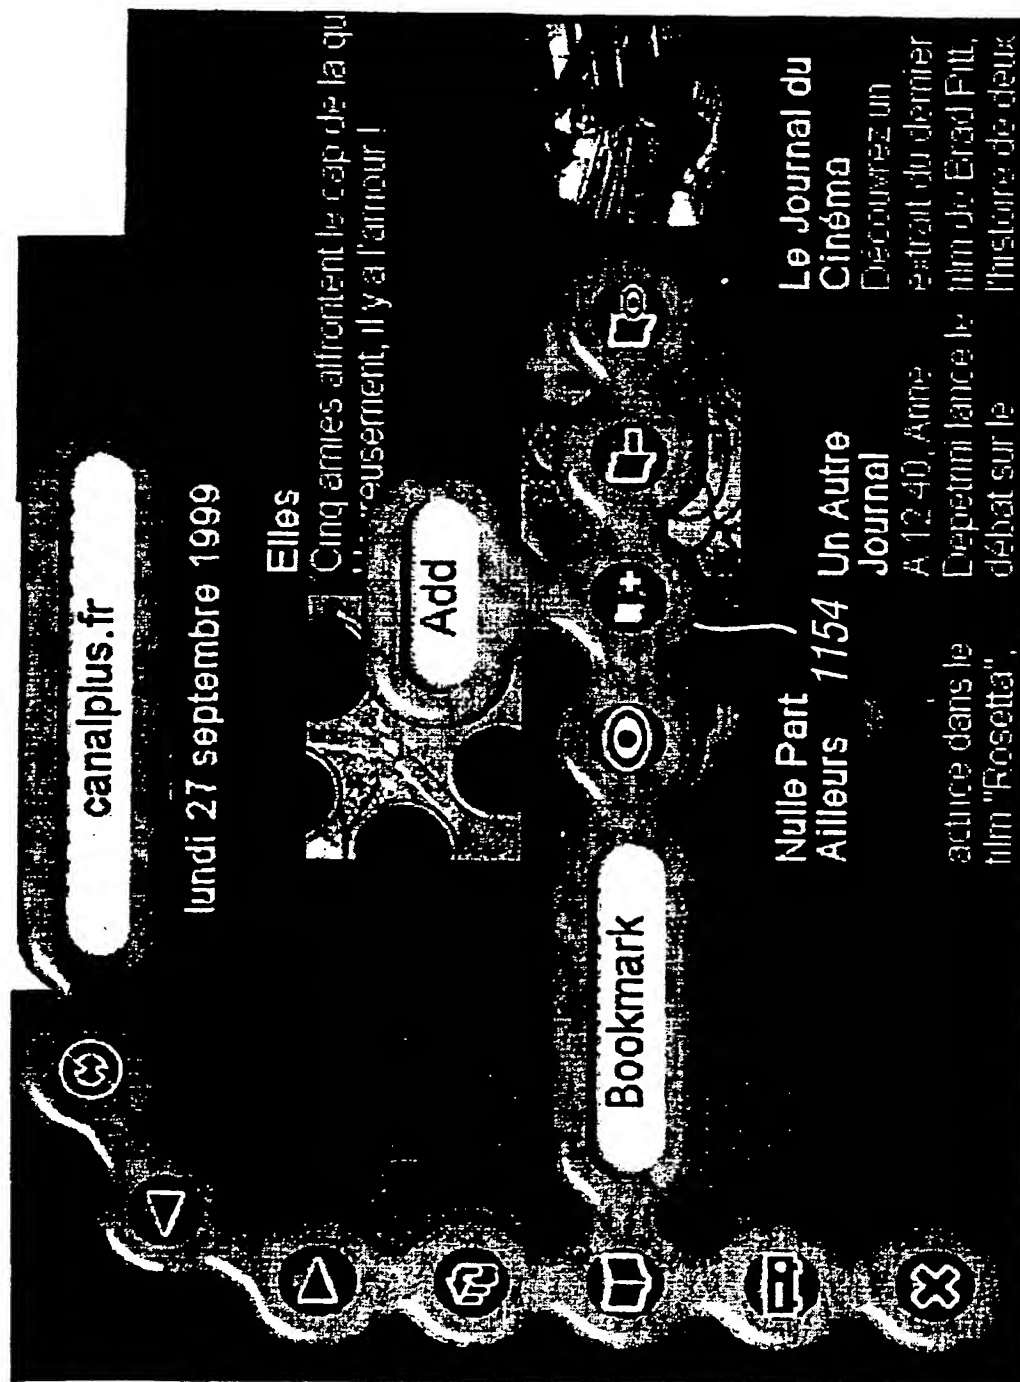 canalplus.fr
lundi 27 septembre 1999
Elles
Cinq amies affrontent le cap de la qu
eusement, il y a l'amour !
Add
Bookmark
1154
Nulle Part
Ailleurs
actrice dans le
film "Rosetta",
Un Autre
Journal
A 12:40, Anne
Depetrini lance le
débat sur le
Le Journal du
Cinéma
Découvrez un
extrait du dernier
film de Brad Pitt,
l'histoire de deux